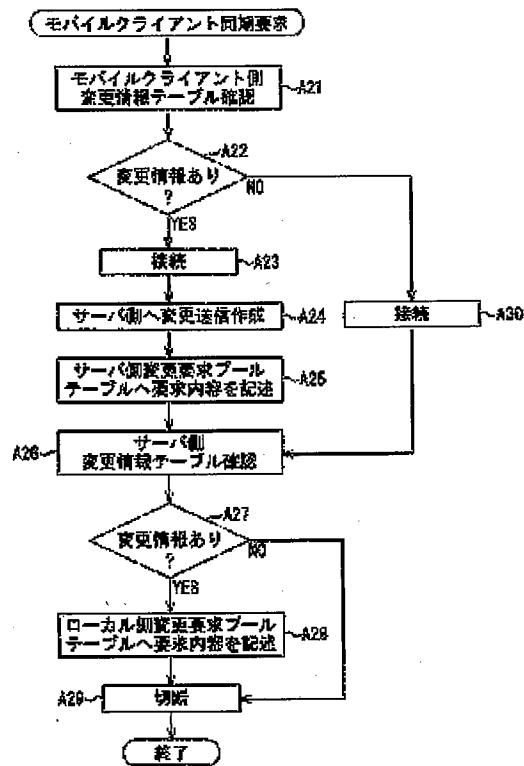 モバイルクライアント同期要求
モバイルクライアント側
変更情報テーブル確認
A21
A22
変更情報あり
?
NO
YES
接続
A23
サーバ側へ変更送信作成
A24
接続
A30
サーバ側変更要求プール
テーブルへ要求内容を記述
A25
A26
サーバ側
変更情報テーブル確認
A27
変更情報あり
?
NO
YES
ローカル側変更要求プール
テーブルへ要求内容を記述
A28
A29
切断
終了